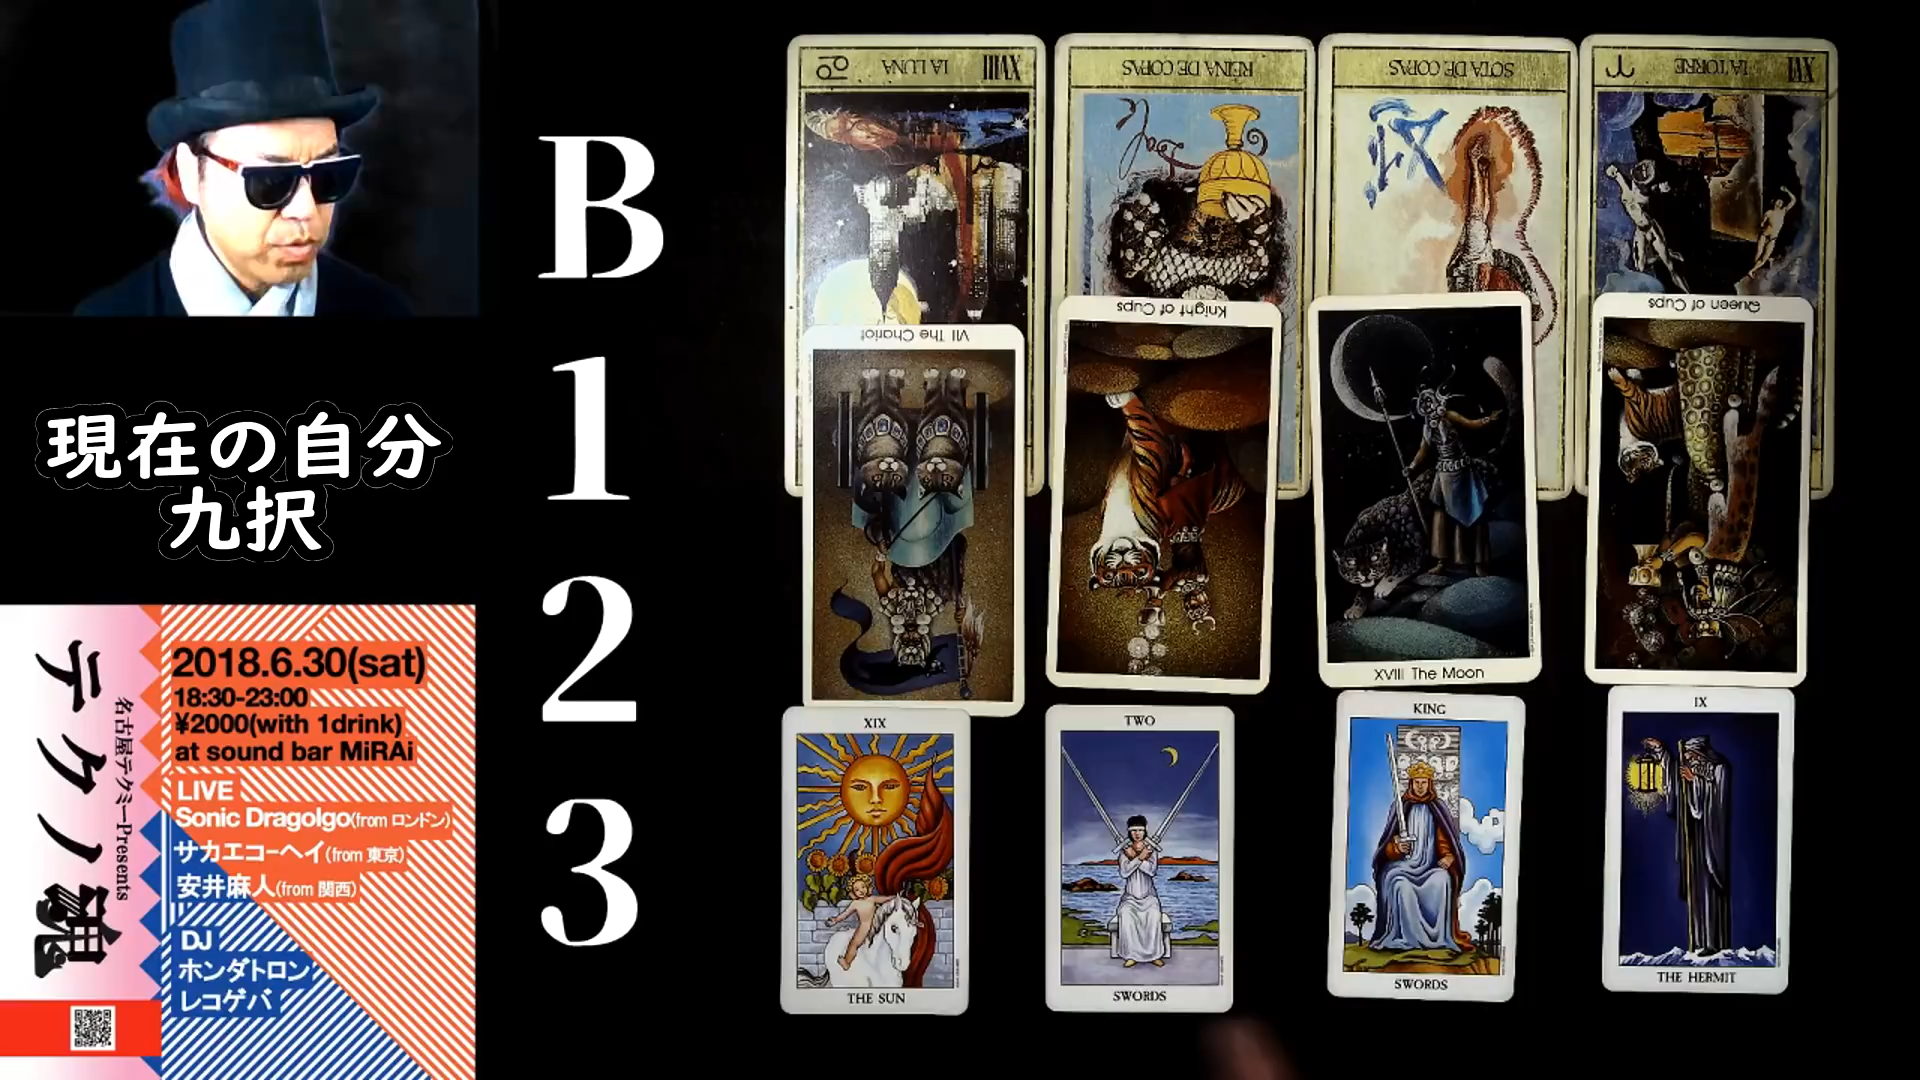 現在の自分
九択
テクノ魂
名古屋テクミーPresents
2018.6.30(sat)
18:30-23:00
¥2000(with 1drink)
at sound bar MiRAi
LIVE
Sonic Dragolgo(from ロンドン)
サカエコーヘイ(from 東京)
安井麻人(from 関西)
DJ
ホンダトロン
レコゲバ
B
1
2
3
XVIII LA LUNA
REINA DE COPAS
SOTA DE COPAS
XVI LA TORRE
VII The Chariot
Knight of Cups
XVIII The Moon
Queen of Cups
XIX
THE SUN
TWO
SWORDS
KING
SWORDS
IX
THE HERMIT